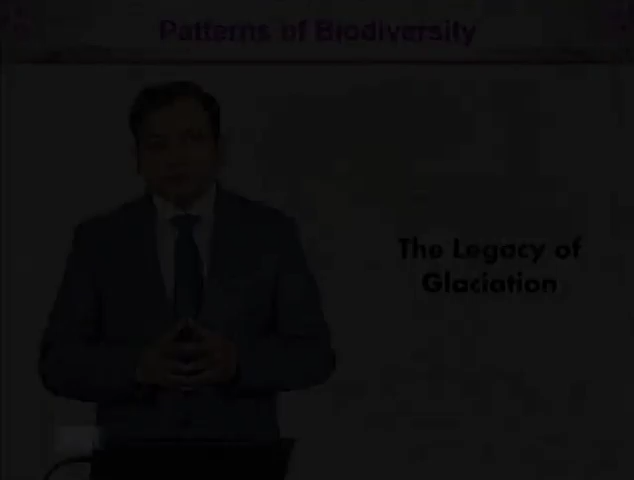 Patterns of Biodiversity
The Legacy of
Glaciation